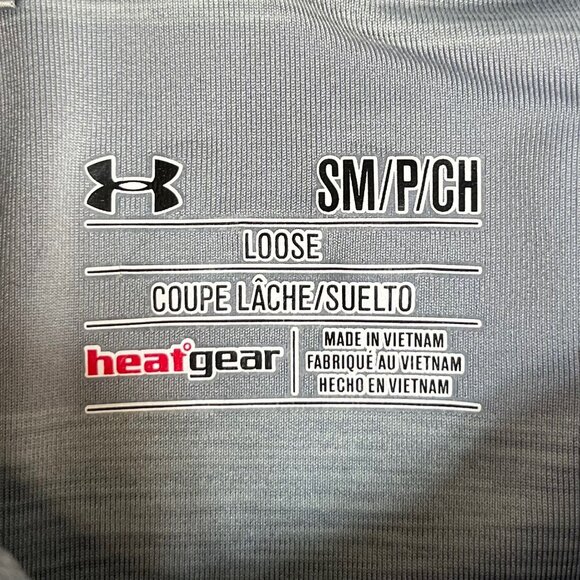 SM/P/CH
LOOSE
COUPE LÂCHE/SUELTO
heatgear
MADE IN VIETNAM
FABRIQUÉ AU VIETNAM
HECHO EN VIETNAM